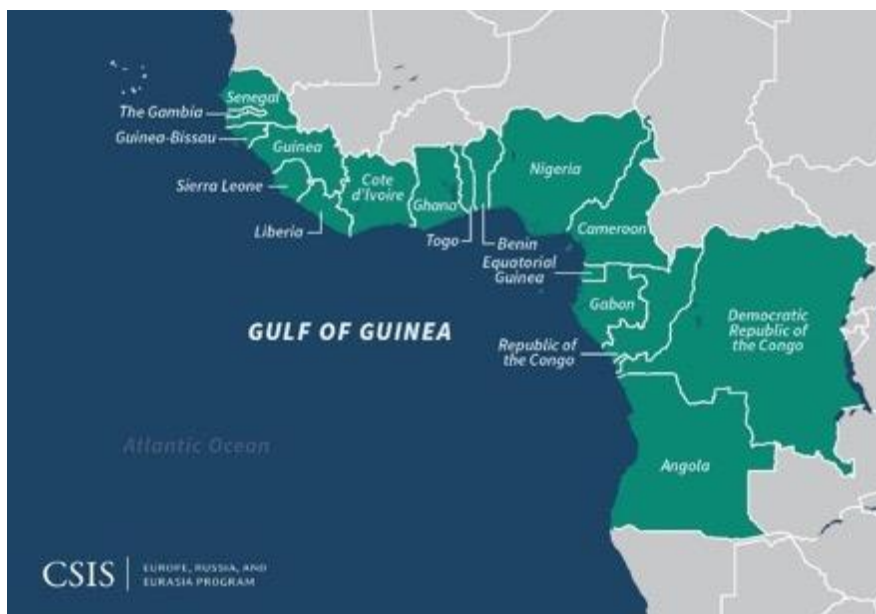 Senegal
The Gambia
Guinea-Bissau
Guinea
Sierra Leone
Cote
d'Ivoire
Ghana
Nigeria
Liberia
Togo
Benin
Cameroon
Equatorial
Guinea
Gabon
Democratic
Republic of
the Congo
GULF OF GUINEA
Republic of
the Congo
Atlantic Ocean
Angola
CSIS
EUROPE, RUSSIA, AND
EURASIA PROGRAM